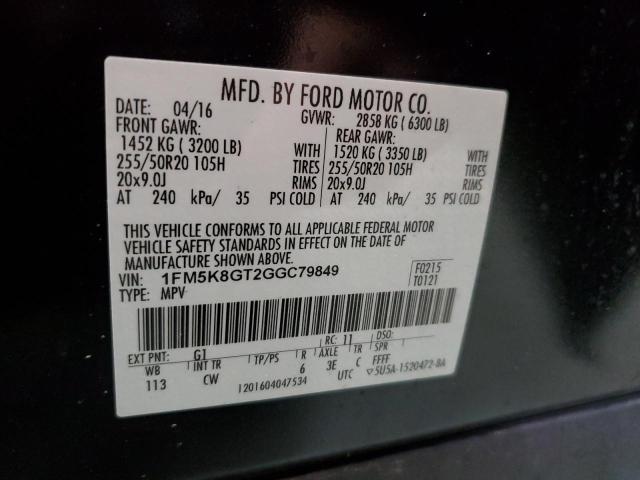 MFD. BY FORD MOTOR CO.
DATE: 04/16 GVWR: 2858 KG ( 6300 LB)
FRONT GAWR: REAR GAWR:
1452 KG ( 3200 LB) WITH 1520 KG ( 3350 LB) WITH
255/50R20 105H TIRES 255/50R20 105H TIRES
20x9.0J RIMS 20x9.0J RIMS
AT 240 kPa/ 35 PSI COLD AT 240 kPa/ 35 PSI COLD
THIS VEHICLE CONFORMS TO ALL APPLICABLE FEDERAL MOTOR
VEHICLE SAFETY STANDARDS IN EFFECT ON THE DATE OF
MANUFACTURE SHOWN ABOVE.
VIN: 1FM5K8GT2GGC79849 F0215
TYPE: MPV T0121
EXT PNT: G1 RC: 11 DSO:
WB INT TR TP/PS R AXLE TR SPR
113 CW 6 3E C FFFF
1201604047534 UTC ▽5U5A-1520472-BA